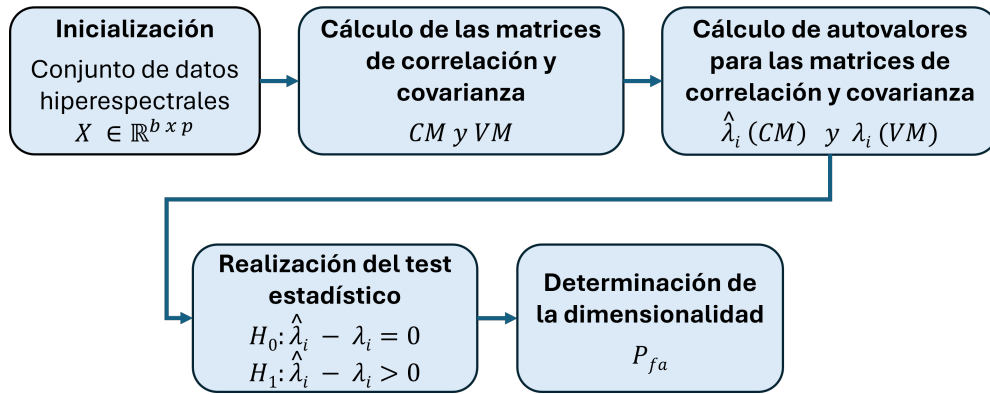 Inicialización
Conjunto de datos
hiperespectrales
X ∈ ℝ^{b x p}
Cálculo de las matrices
de correlación y
covarianza
CM y VM
Cálculo de autovalores
para las matrices de
correlación y covarianza
λ̂_i (CM) y λ_i (VM)
Realización del test
estadístico
H_0: λ̂_i − λ_i = 0
H_1: λ̂_i − λ_i > 0
Determinación de
la dimensionalidad
P_{fa}